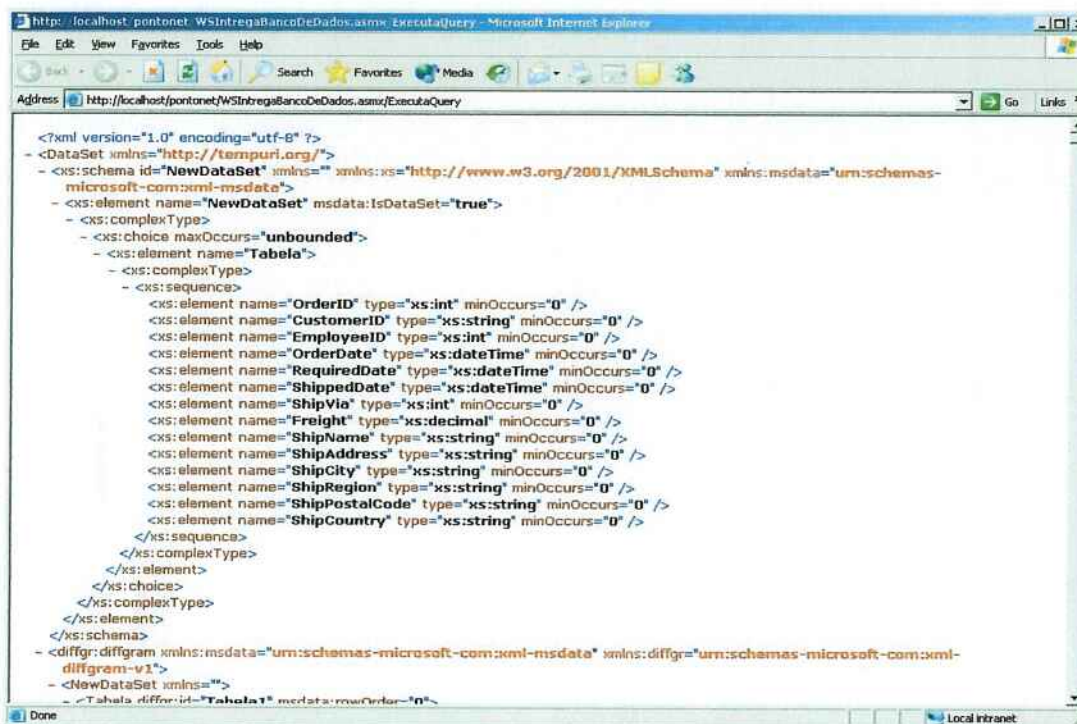 http://localhost/pontonet/WSIntregaBancoDeDados.asmx/ExecutaQuery - Microsoft Internet Explorer
File Edit View Favorites Tools Help
Back Search Favorites Media
Address http://localhost/pontonet/WSIntregaBancoDeDados.asmx/ExecutaQuery Go Links
<?xml version="1.0" encoding="utf-8" ?>
- <DataSet xmlns="http://tempuri.org/">
- <xs:schema id="NewDataSet" xmlns="" xmlns:xs="http://www.w3.org/2001/XMLSchema" xmlns:msdata="urn:schemas-
microsoft-com:xml-msdata">
- <xs:element name="NewDataSet" msdata:IsDataSet="true">
- <xs:complexType>
- <xs:choice maxOccurs="unbounded">
- <xs:element name="Tabela">
- <xs:complexType>
- <xs:sequence>
<xs:element name="OrderID" type="xs:int" minOccurs="0" />
<xs:element name="CustomerID" type="xs:string" minOccurs="0" />
<xs:element name="EmployeeID" type="xs:int" minOccurs="0" />
<xs:element name="OrderDate" type="xs:dateTime" minOccurs="0" />
<xs:element name="RequiredDate" type="xs:dateTime" minOccurs="0" />
<xs:element name="ShippedDate" type="xs:dateTime" minOccurs="0" />
<xs:element name="ShipVia" type="xs:int" minOccurs="0" />
<xs:element name="Freight" type="xs:decimal" minOccurs="0" />
<xs:element name="ShipName" type="xs:string" minOccurs="0" />
<xs:element name="ShipAddress" type="xs:string" minOccurs="0" />
<xs:element name="ShipCity" type="xs:string" minOccurs="0" />
<xs:element name="ShipRegion" type="xs:string" minOccurs="0" />
<xs:element name="ShipPostalCode" type="xs:string" minOccurs="0" />
<xs:element name="ShipCountry" type="xs:string" minOccurs="0" />
</xs:sequence>
</xs:complexType>
</xs:element>
</xs:choice>
</xs:complexType>
</xs:element>
</xs:schema>
- <diffgr:diffgram xmlns:msdata="urn:schemas-microsoft-com:xml-msdata" xmlns:diffgr="urn:schemas-microsoft-com:xml-
diffgram-v1">
- <NewDataSet xmlns="">
- <Tabela diffgr:id="Tabela1" msdata:rowOrder="0">
Done Local intranet